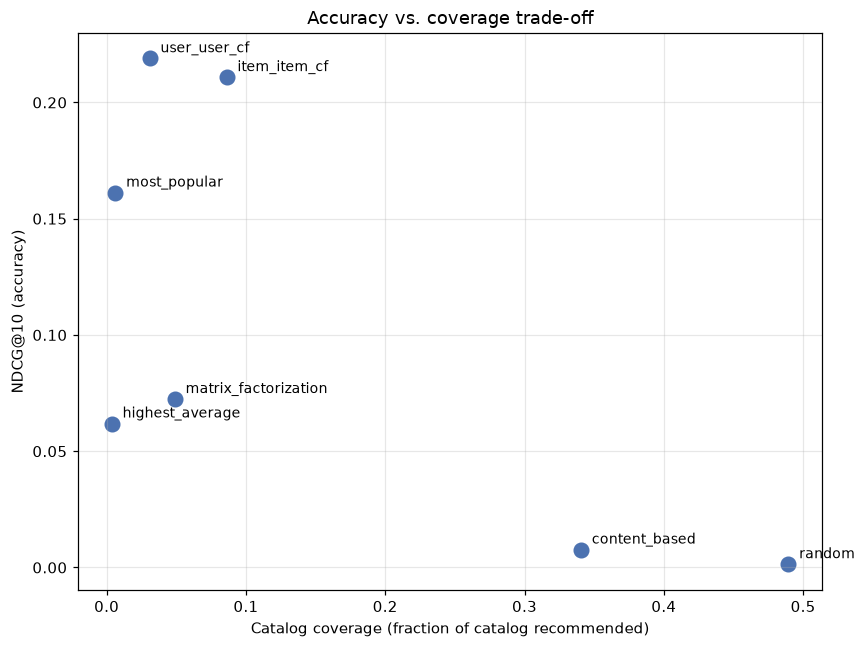 Accuracy vs. coverage trade-off
NDCG@10 (accuracy)
0.20
0.15
0.10
0.05
0.00
user_user_cf
item_item_cf
most_popular
matrix_factorization
highest_average
content_based
random
0.0 0.1 0.2 0.3 0.4 0.5
Catalog coverage (fraction of catalog recommended)